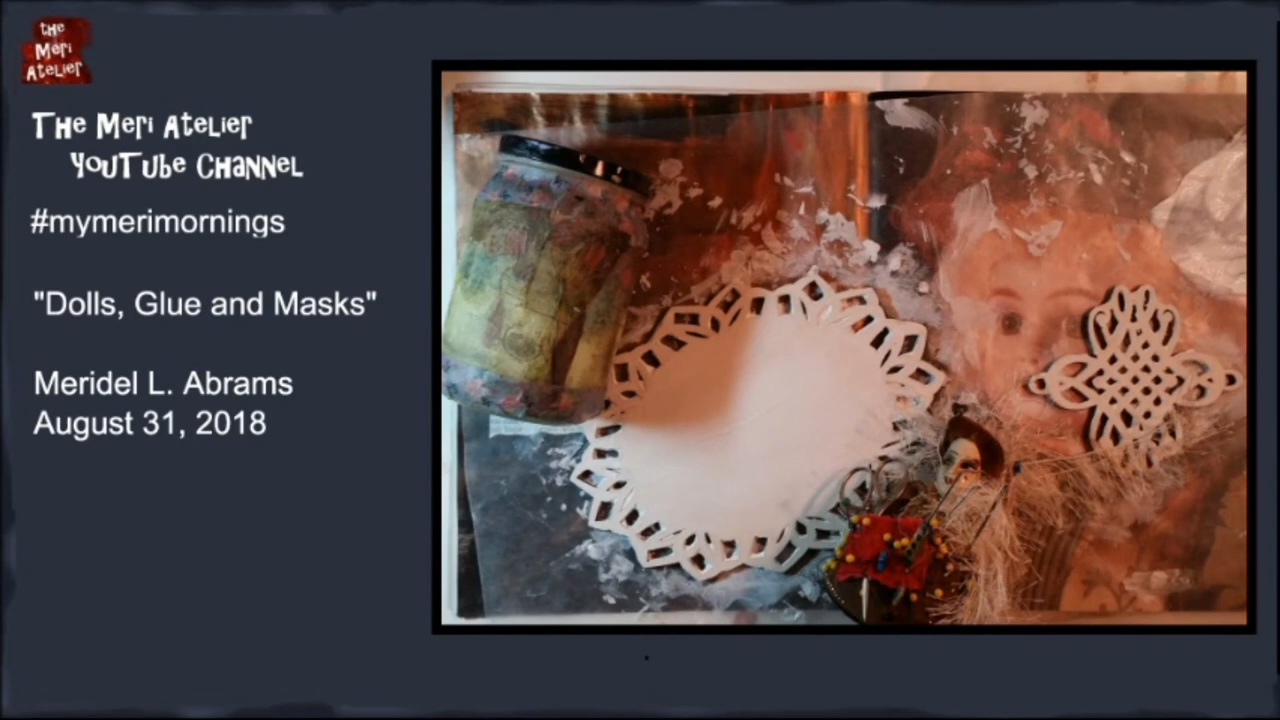 the
Meri
Atelier
The Meri Atelier
YouTube Channel
#mymerimornings
"Dolls, Glue and Masks"
Meridel L. Abrams
August 31, 2018